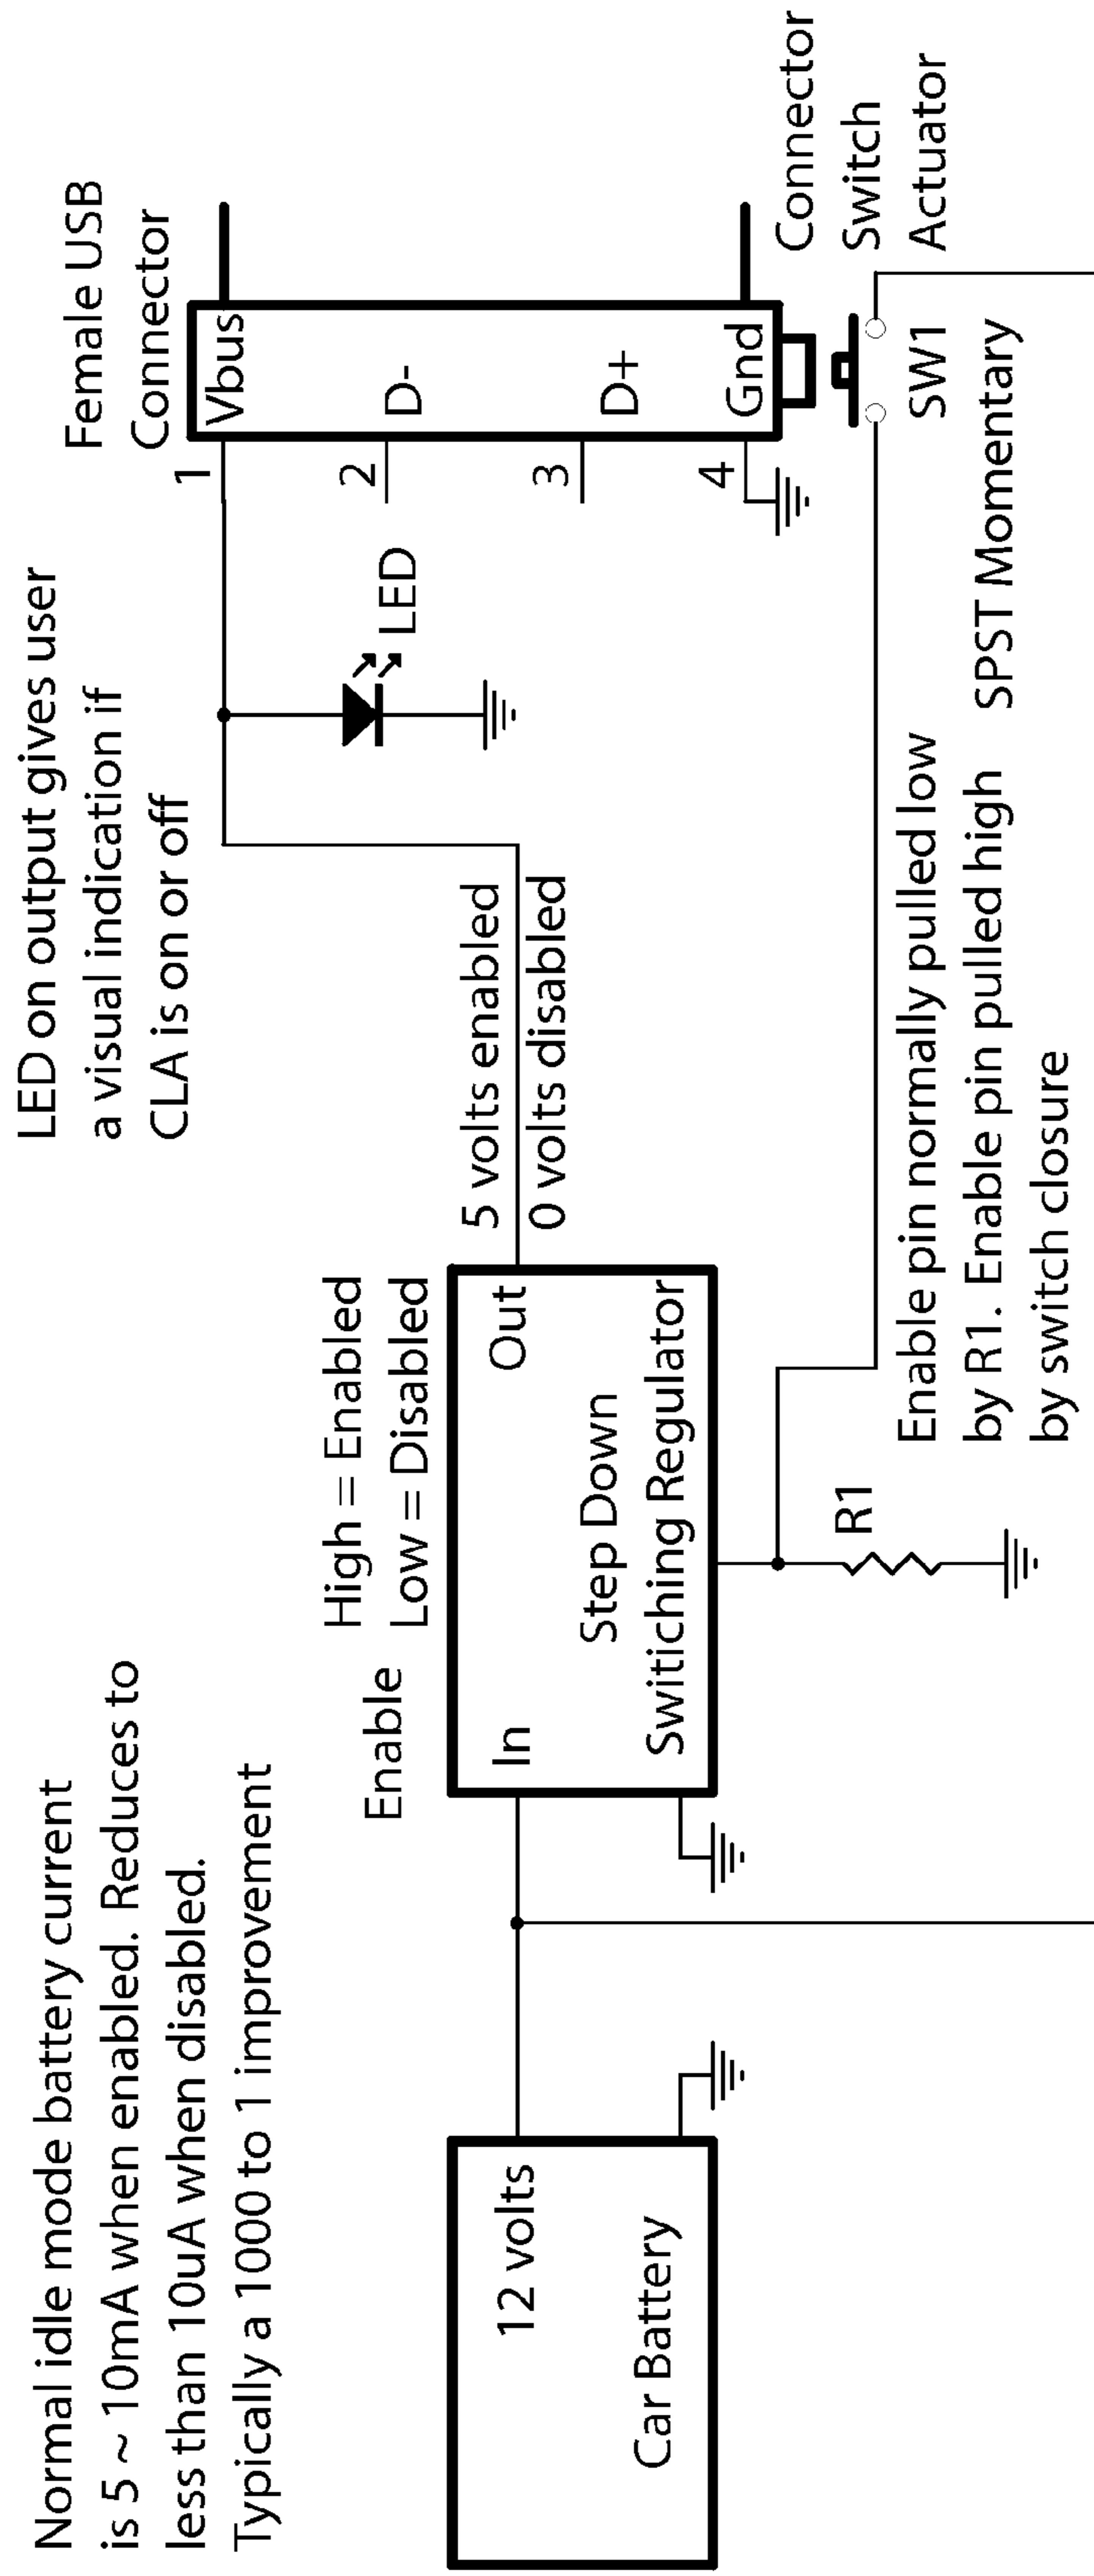 Normal idle mode battery current
is 5 ~ 10mA when enabled. Reduces to
less than 10uA when disabled.
Typically a 1000 to 1 improvement
LED on output gives user
a visual indication if
CLA is on or off
Female USB
Connector
Enable
High = Enabled
Low = Disabled
12 volts
Car Battery
In
Out
Step Down
Switiching Regulator
5 volts enabled
0 volts disabled
LED
1
2
3
4
Vbus
D-
D+
Gnd
Connector
Switch
Actuator
R1
Enable pin normally pulled low
by R1. Enable pin pulled high
by switch closure
SW1
SPST Momentary